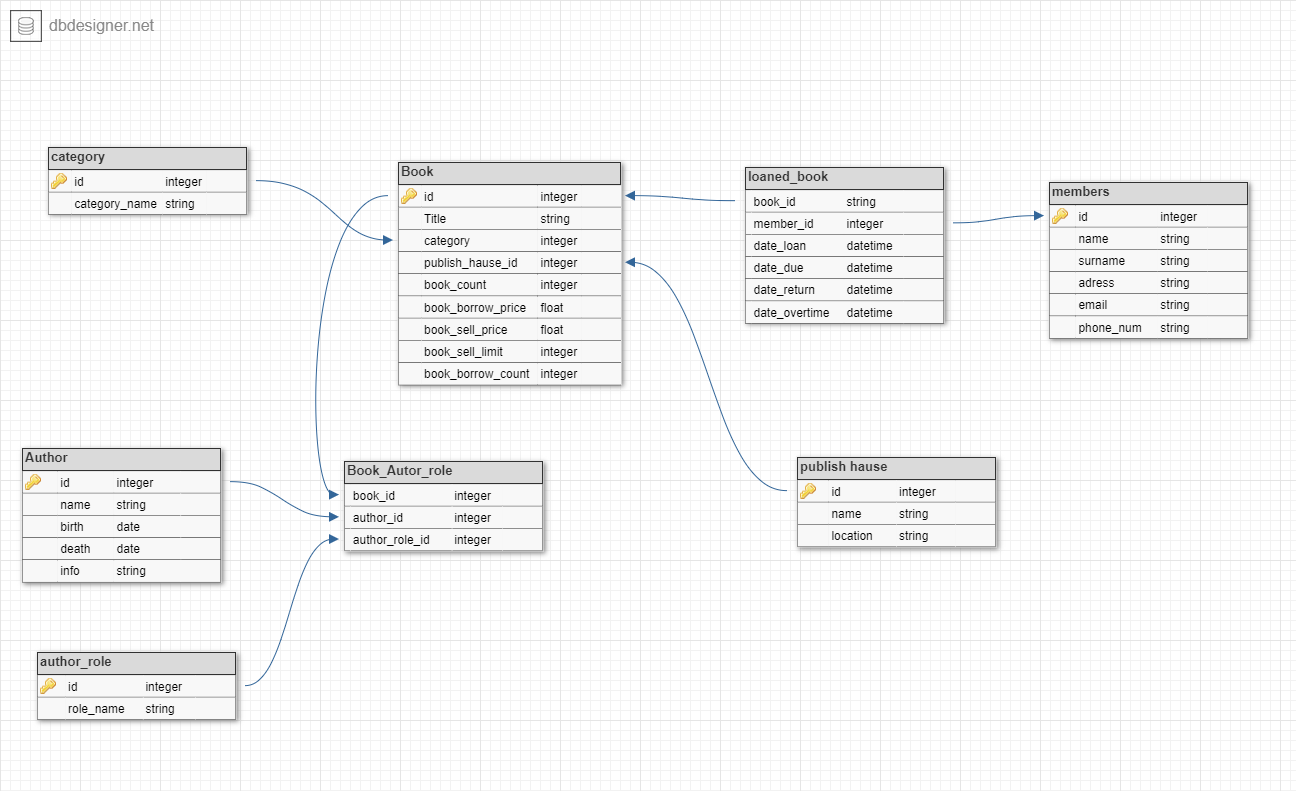 dbdesigner.net
category
id integer
category_name string
Book
id integer
Title string
category integer
publish_hause_id integer
book_count integer
book_borrow_price float
book_sell_price float
book_sell_limit integer
book_borrow_count integer
loaned_book
book_id string
member_id integer
date_loan datetime
date_due datetime
date_return datetime
date_overtime datetime
members
id integer
name string
surname string
adress string
email string
phone_num string
Author
id integer
name string
birth date
death date
info string
Book_Autor_role
book_id integer
author_id integer
author_role_id integer
publish hause
id integer
name string
location string
author_role
id integer
role_name string